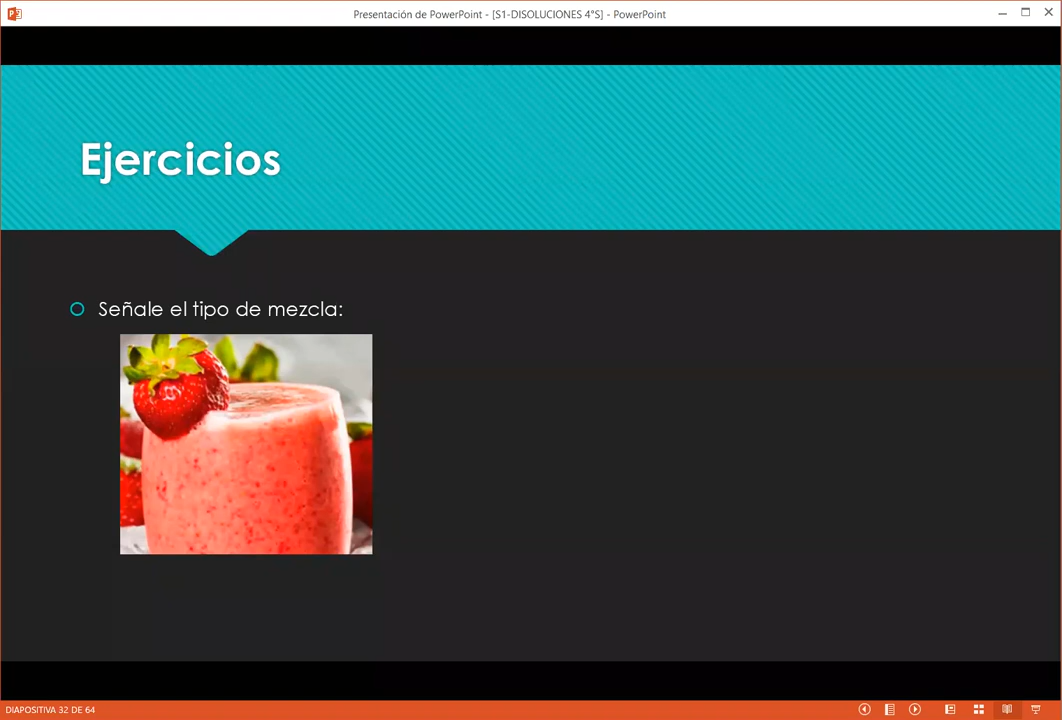 Presentación de PowerPoint - [S1-DISOLUCIONES 4°S] - PowerPoint
Ejercicios
Señale el tipo de mezcla:
DIAPOSITIVA 32 DE 64